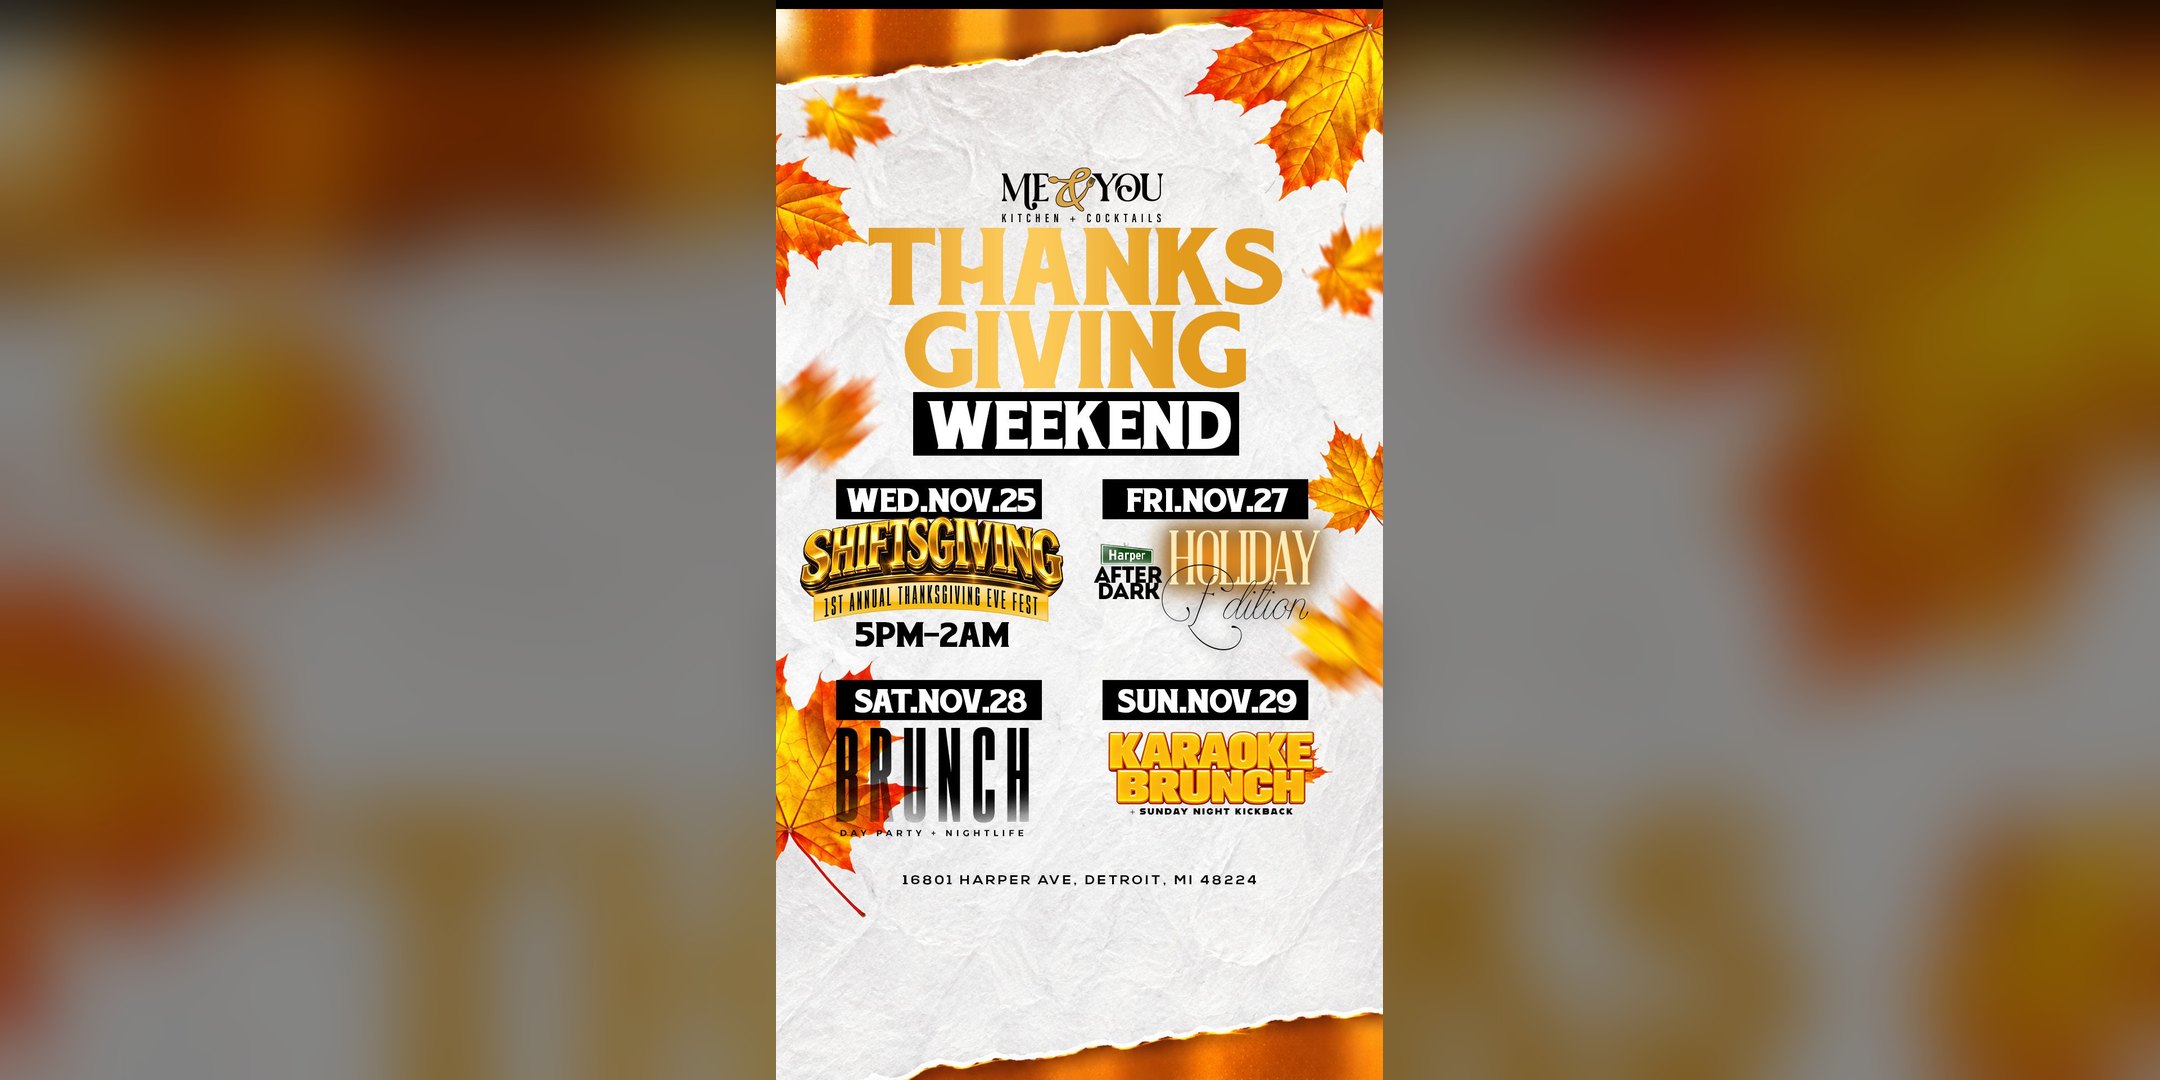 ME & YOU
KITCHEN + COCKTAILS
THANKS
GIVING
WEEKEND
WED.NOV.25
SHIFTSGIVING
1ST ANNUAL THANKSGIVING EVE FEST
5PM-2AM
FRI.NOV.27
Harper
AFTER
DARK
HOLIDAY
Edition
SAT.NOV.28
BRUNCH
DAY PARTY + NIGHTLIFE
SUN.NOV.29
KARAOKE
BRUNCH
+ SUNDAY NIGHT KICKBACK
16801 HARPER AVE, DETROIT, MI 48224